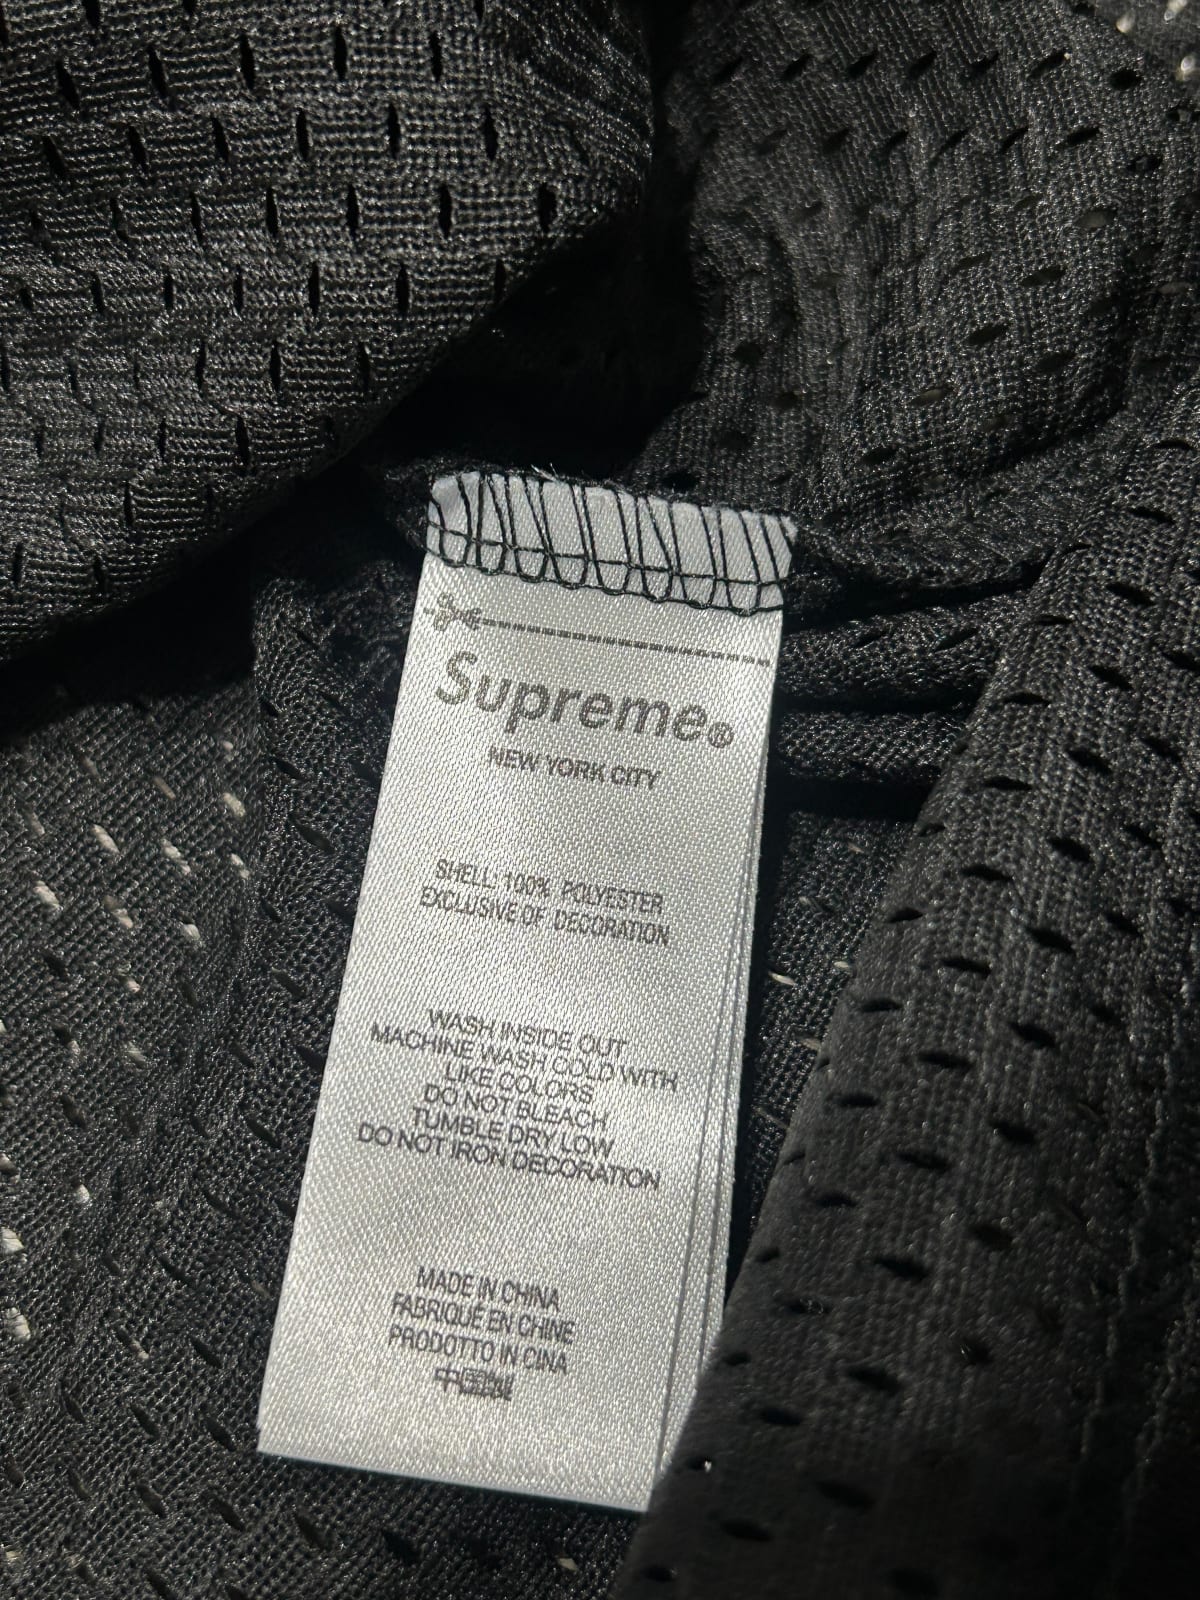 Supreme®
NEW YORK CITY
SHELL: 100% POLYESTER
EXCLUSIVE OF DECORATION
WASH INSIDE OUT
MACHINE WASH COLD WITH
LIKE COLORS
DO NOT BLEACH
TUMBLE DRY LOW
DO NOT IRON DECORATION
MADE IN CHINA
FABRIQUÉ EN CHINE
PRODOTTO IN CINA